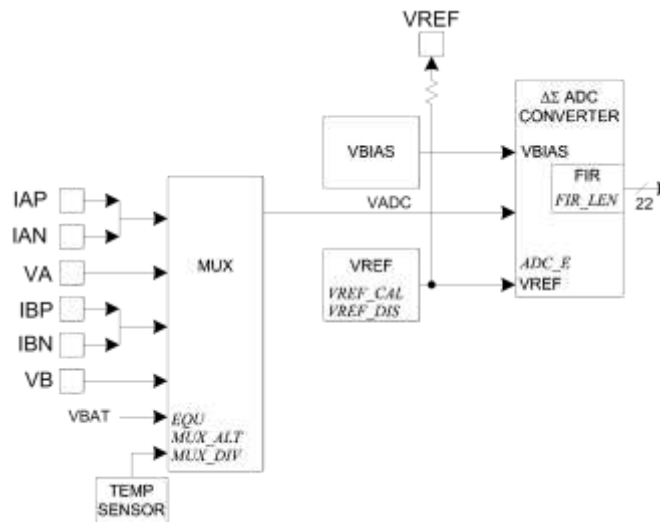 VREF
ΔΣ ADC
CONVERTER
VBIAS
VBIAS
FIR
FIR_LEN
22
IAP
VADC
IAN
MUX
VREF
ADC_E
VA
VREF_CAL
VREF
VREF_DIS
IBP
IBN
VB
VBAT
EQU
MUX_ALT
MUX_DIV
TEMP
SENSOR